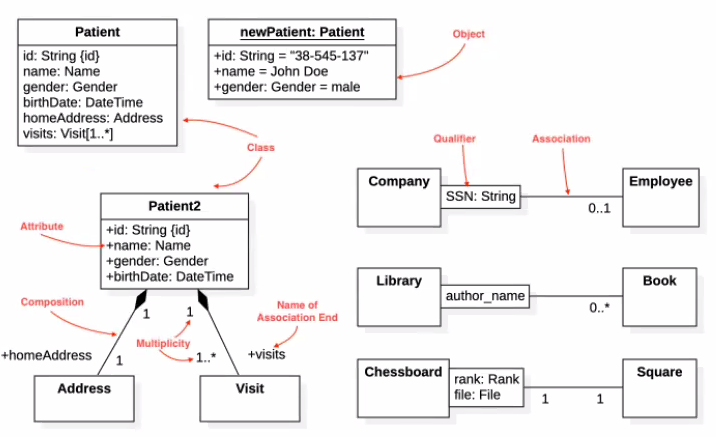 Patient
id: String {id}
name: Name
gender: Gender
birthDate: DateTime
homeAddress: Address
visits: Visit[1..*]
newPatient: Patient
+id: String = "38-545-137"
+name = John Doe
+gender: Gender = male
Object
Class
Patient2
+id: String {id}
+name: Name
+gender: Gender
+birthDate: DateTime
Attribute
Composition
1
1
Multiplicity
Name of
Association End
+homeAddress
1
1..*
+visits
Address
Visit
Qualifier
Association
Company
SSN: String
0..1
Employee
Library
author_name
0..*
Book
Chessboard
rank: Rank
file: File
1
1
Square